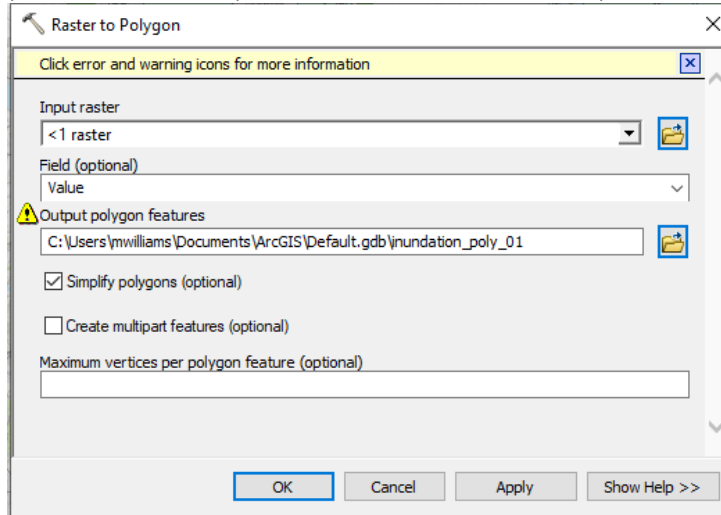 Raster to Polygon
Click error and warning icons for more information
Input raster
<1 raster
Field (optional)
Value
Output polygon features
C:\Users\mwilliams\Documents\ArcGIS\Default.gdb\inundation_poly_01
Simplify polygons (optional)
Create multipart features (optional)
Maximum vertices per polygon feature (optional)
OK Cancel Apply Show Help >>